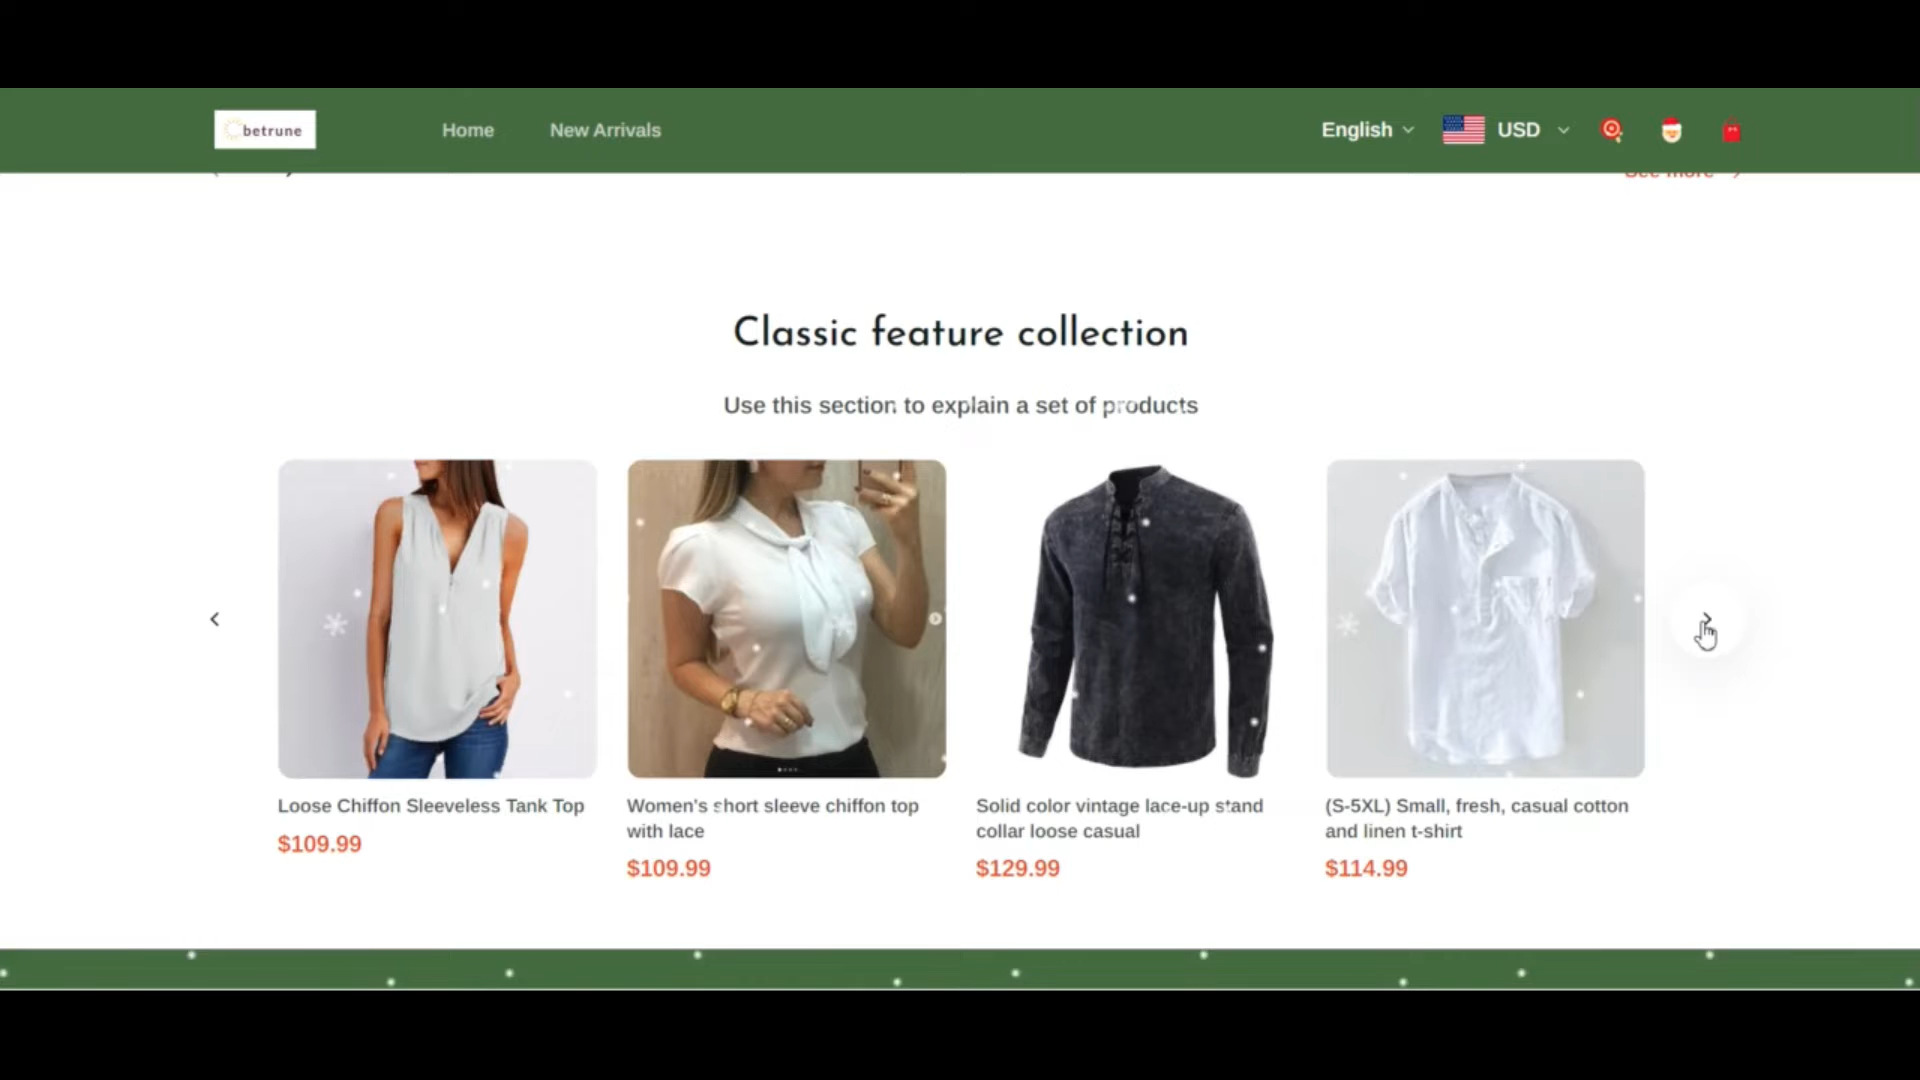 betrune
Home
New Arrivals
English
USD
See more
Classic feature collection
Use this section to explain a set of products
Loose Chiffon Sleeveless Tank Top
$109.99
Women's short sleeve chiffon top
with lace
$109.99
Solid color vintage lace-up stand
collar loose casual
$129.99
(S-5XL) Small, fresh, casual cotton
and linen t-shirt
$114.99